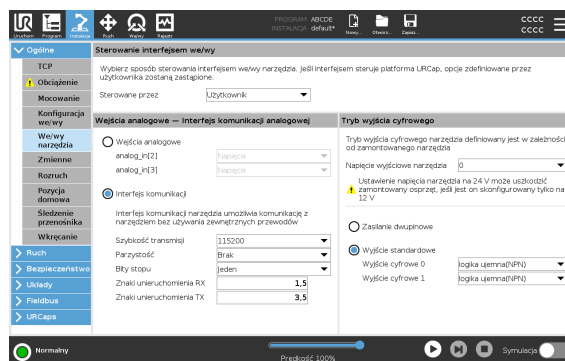 PROGRAM ABCDE
INSTALACJA default*
CCCC
CCCC
Uruchom Program Instalacja Ruch We/wy Rejestr Nowy... Otwórz... Zapisz...
Ogólne
TCP
Obciążenie
Mocowanie
Konfiguracja
we/wy
We/wy
narzędzia
Zmienne
Rozruch
Pozycja
domowa
Śledzenie
przenośnika
Wkręcanie
Ruch
Bezpieczeństwo
Układy
Fieldbus
URCaps
Sterowanie interfejsem we/wy
Wybierz sposób sterowania interfejsem we/wy narzędzia. Jeśli interfejsem steruje platforma URCap, opcje zdefiniowane przez
użytkownika zostaną zastąpione.
Sterowane przez Użytkownik
Wejścia analogowe — Interfejs komunikacji analogowej
Wejścia analogowe
analog_in[2] Napięcie
analog_in[3] Napięcie
Interfejs komunikacji
Interfejs komunikacji narzędzia umożliwia komunikację z
narzędziem bez używania zewnętrznych przewodów
Szybkość transmisji 115200
Parzystość Brak
Bity stopu Jeden
Znaki unieruchomienia RX 1,5
Znaki unieruchomienia TX 3,5
Tryb wyjścia cyfrowego
Tryb wyjścia cyfrowego narzędzia definiowany jest w zależności
od zamontowanego narzędzia
Napięcie wyjściowe narzędzia 0
Ustawienie napięcia narzędzia na 24 V może uszkodzić
zamontowany osprzęt, jeśli jest on skonfigurowany tylko na
12 V
Zasilanie dwupinowe
Wyjście standardowe
Wyjście cyfrowe 0 logika ujemna(NPN)
Wyjście cyfrowe 1 logika ujemna(NPN)
Normalny
Prędkość 100%
Symulacja